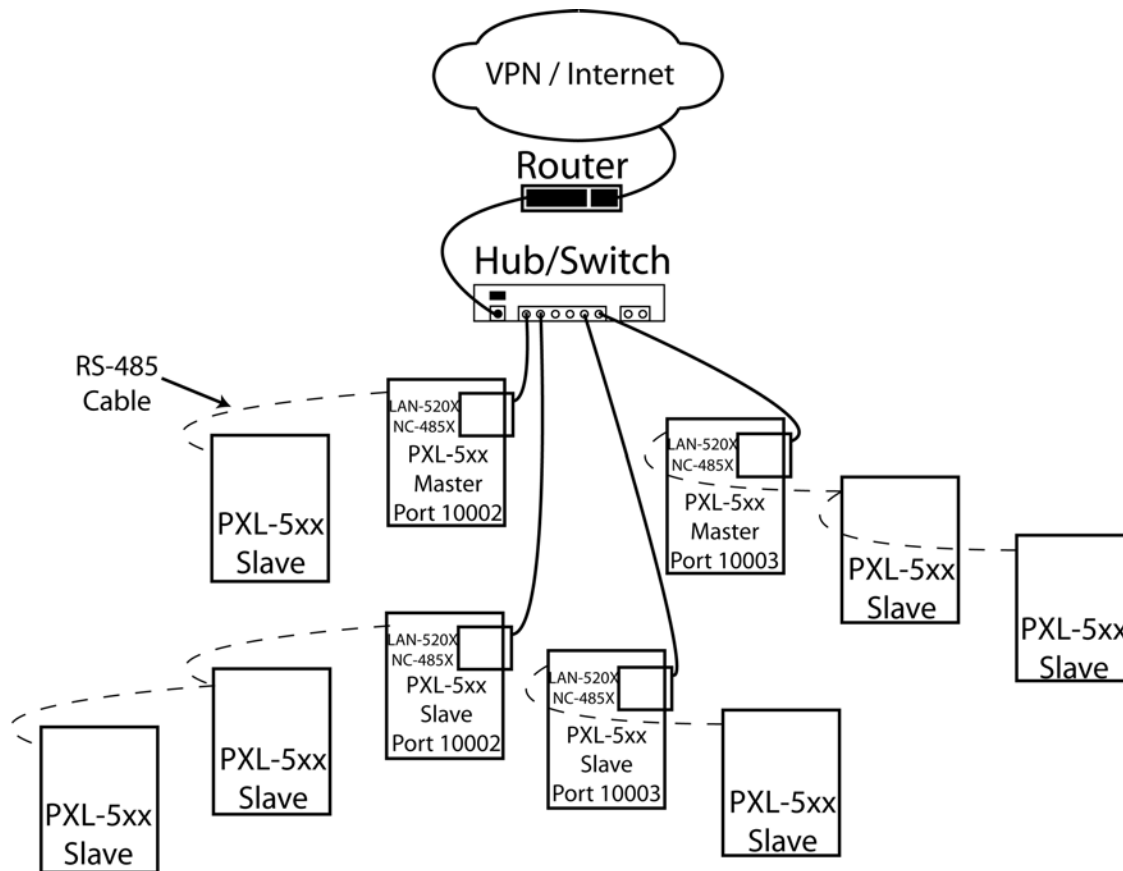 VPN / Internet
Router
Hub/Switch
RS-485
Cable
LAN-520X
NC-485X
PXL-5xx
Master
Port 10002
PXL-5xx
Slave
LAN-520X
NC-485X
PXL-5xx
Master
Port 10003
PXL-5xx
Slave
PXL-5xx
Slave
LAN-520X
NC-485X
PXL-5xx
Slave
Port 10002
PXL-5xx
Slave
PXL-5xx
Slave
LAN-520X
NC-485X
PXL-5xx
Slave
Port 10003
PXL-5xx
Slave